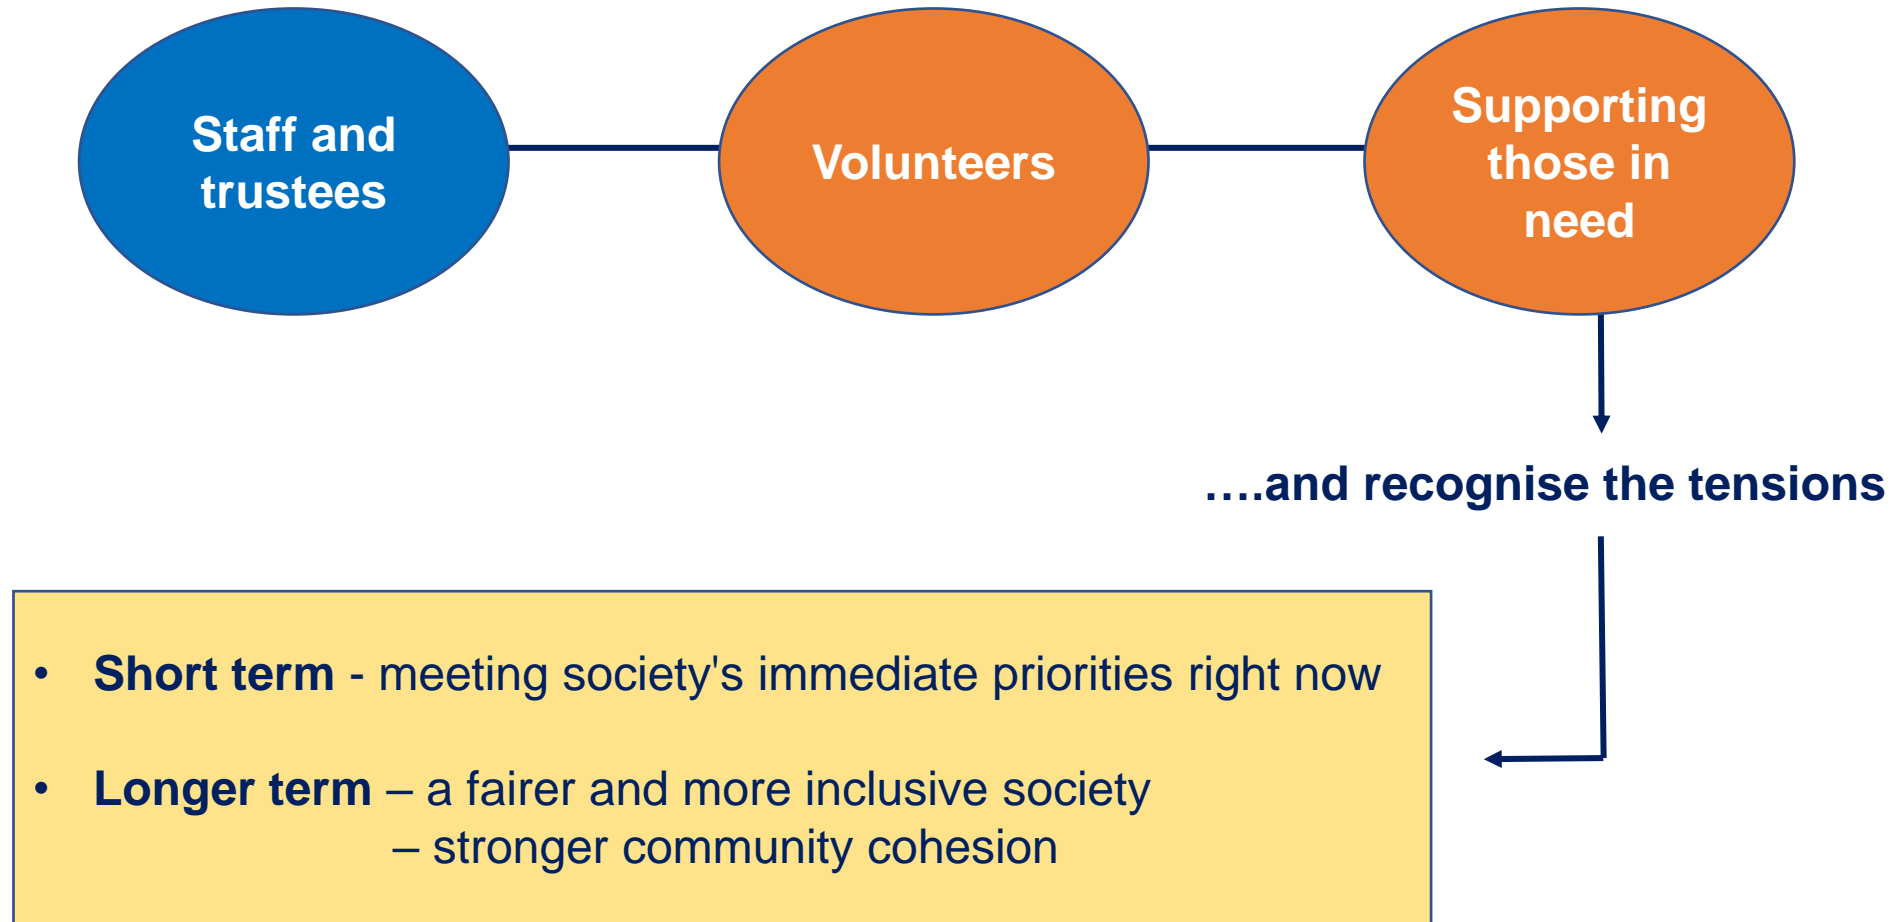 Staff and
trustees
Volunteers
Supporting
those in
need
….and recognise the tensions
• Short term - meeting society's immediate priorities right now
• Longer term – a fairer and more inclusive society
– stronger community cohesion